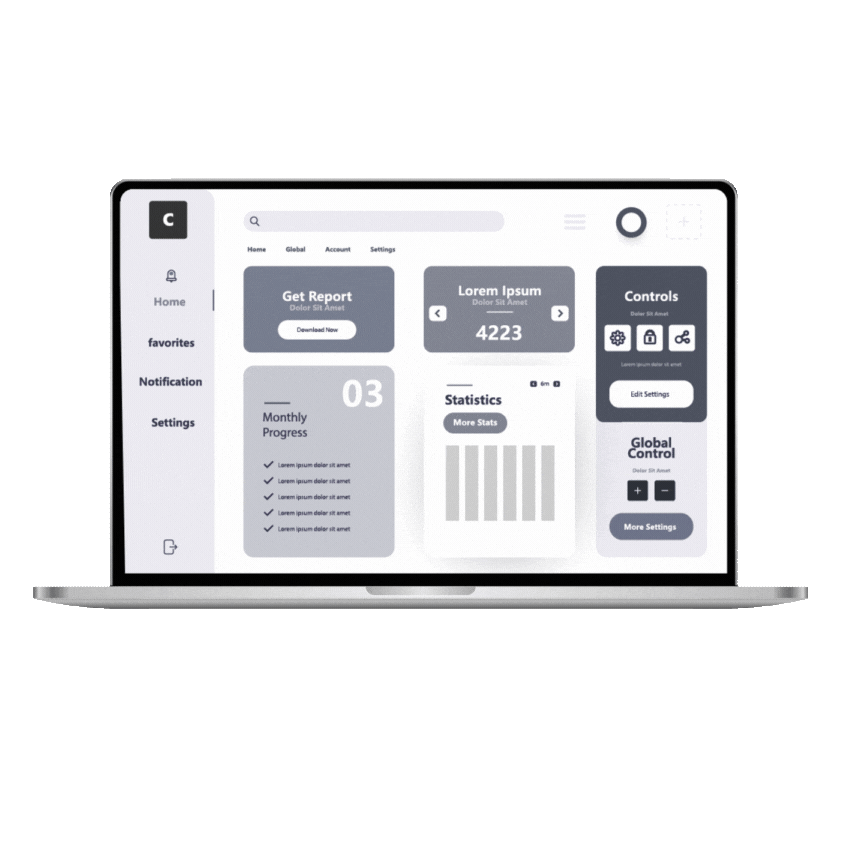 C
Home
favorites
Notification
Settings
Home Global Account Settings
Get Report
Dolor Sit Amet
Download Now
Lorem Ipsum
Dolor Sit Amet
4223
Controls
Dolor Sit Amet
Lorem ipsum dolor sit amet
Edit Settings
03
Monthly
Progress
Lorem ipsum dolor sit amet
Lorem ipsum dolor sit amet
Lorem ipsum dolor sit amet
Lorem ipsum dolor sit amet
Lorem ipsum dolor sit amet
6m
Statistics
More Stats
Global
Control
Dolor Sit Amet
More Settings